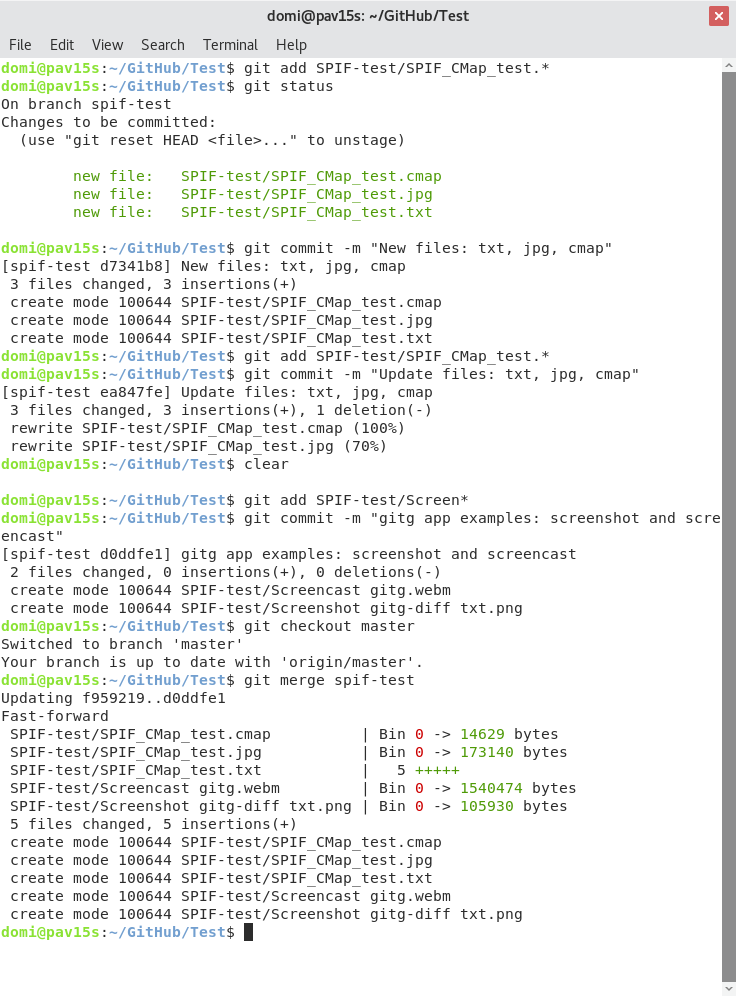 domi@pav15s: ~/GitHub/Test
File Edit View Search Terminal Help
domi@pav15s:~/GitHub/Test$ git add SPIF-test/SPIF_CMap_test.*
domi@pav15s:~/GitHub/Test$ git status
On branch spif-test
Changes to be committed:
  (use "git reset HEAD <file>..." to unstage)
        new file:   SPIF-test/SPIF_CMap_test.cmap
        new file:   SPIF-test/SPIF_CMap_test.jpg
        new file:   SPIF-test/SPIF_CMap_test.txt
domi@pav15s:~/GitHub/Test$ git commit -m "New files: txt, jpg, cmap"
[spif-test d7341b8] New files: txt, jpg, cmap
 3 files changed, 3 insertions(+)
 create mode 100644 SPIF-test/SPIF_CMap_test.cmap
 create mode 100644 SPIF-test/SPIF_CMap_test.jpg
 create mode 100644 SPIF-test/SPIF_CMap_test.txt
domi@pav15s:~/GitHub/Test$ git add SPIF-test/SPIF_CMap_test.*
domi@pav15s:~/GitHub/Test$ git commit -m "Update files: txt, jpg, cmap"
[spif-test ea847fe] Update files: txt, jpg, cmap
 3 files changed, 3 insertions(+), 1 deletion(-)
 rewrite SPIF-test/SPIF_CMap_test.cmap (100%)
 rewrite SPIF-test/SPIF_CMap_test.jpg (70%)
domi@pav15s:~/GitHub/Test$ clear
domi@pav15s:~/GitHub/Test$ git add SPIF-test/Screen*
domi@pav15s:~/GitHub/Test$ git commit -m "gitg app examples: screenshot and scre
encast"
[spif-test d0ddfe1] gitg app examples: screenshot and screencast
 2 files changed, 0 insertions(+), 0 deletions(-)
 create mode 100644 SPIF-test/Screencast gitg.webm
 create mode 100644 SPIF-test/Screenshot gitg-diff txt.png
domi@pav15s:~/GitHub/Test$ git checkout master
Switched to branch 'master'
Your branch is up to date with 'origin/master'.
domi@pav15s:~/GitHub/Test$ git merge spif-test
Updating f959219..d0ddfe1
Fast-forward
 SPIF-test/SPIF_CMap_test.cmap          | Bin 0 -> 14629 bytes
 SPIF-test/SPIF_CMap_test.jpg           | Bin 0 -> 173140 bytes
 SPIF-test/SPIF_CMap_test.txt           |   5 +++++
 SPIF-test/Screencast gitg.webm         | Bin 0 -> 1540474 bytes
 SPIF-test/Screenshot gitg-diff txt.png | Bin 0 -> 105930 bytes
 5 files changed, 5 insertions(+)
 create mode 100644 SPIF-test/SPIF_CMap_test.cmap
 create mode 100644 SPIF-test/SPIF_CMap_test.jpg
 create mode 100644 SPIF-test/SPIF_CMap_test.txt
 create mode 100644 SPIF-test/Screencast gitg.webm
 create mode 100644 SPIF-test/Screenshot gitg-diff txt.png
domi@pav15s:~/GitHub/Test$